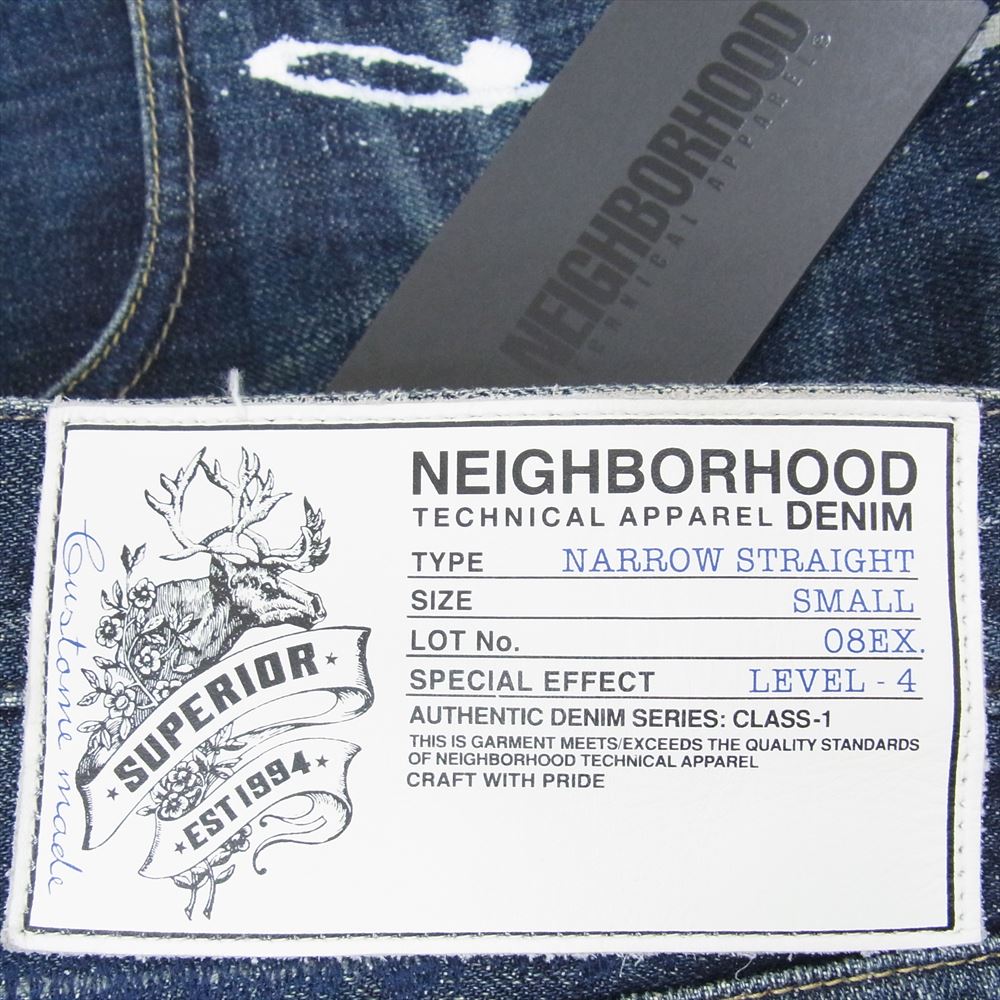 NEIGHBORHOOD
TECHNICAL APPAREL®
NEIGHBORHOOD
TECHNICAL APPAREL DENIM
TYPE NARROW STRAIGHT
SIZE SMALL
LOT No. 08EX.
SPECIAL EFFECT LEVEL - 4
AUTHENTIC DENIM SERIES: CLASS-1
THIS IS GARMENT MEETS/EXCEEDS THE QUALITY STANDARDS
OF NEIGHBORHOOD TECHNICAL APPAREL
CRAFT WITH PRIDE
Custome made
SUPERIOR
EST1994